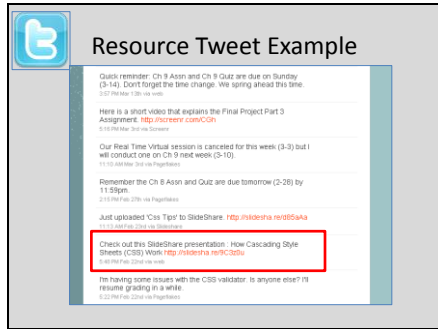 Resource Tweet Example
Quick reminder: Ch 9 Assn and Ch 9 Quiz are due on Sunday
(3-14). Don't forget the time change. We spring ahead this time.
3:57 PM Mar 13th via web
Here is a short video that explains the Final Project Part 3
Assignment. http://screenr.com/CGh
5:16 PM Mar 3rd via Screenr
Our Real Time Virtual session is canceled for this week (3-3) but I
will conduct one on Ch 9 next week (3-10).
11:10 AM Mar 3rd via Pageflakes
Remember the Ch 8 Assn and Quiz are due tomorrow (2-28) by
11:59pm.
2:13 PM Feb 27th via Pageflakes
Just uploaded 'Css Tips' to SlideShare. http://slidesha.re/d85aAa
11:13 AM Feb 23rd via Slideshare
Check out this SlideShare presentation : How Cascading Style
Sheets (CSS) Work http://slidesha.re/9C3z0u
5:48 PM Feb 22nd via web
I'm having some issues with the CSS validator. Is anyone else? I'll
resume grading in a while.
5:22 PM Feb 22nd via Pageflakes